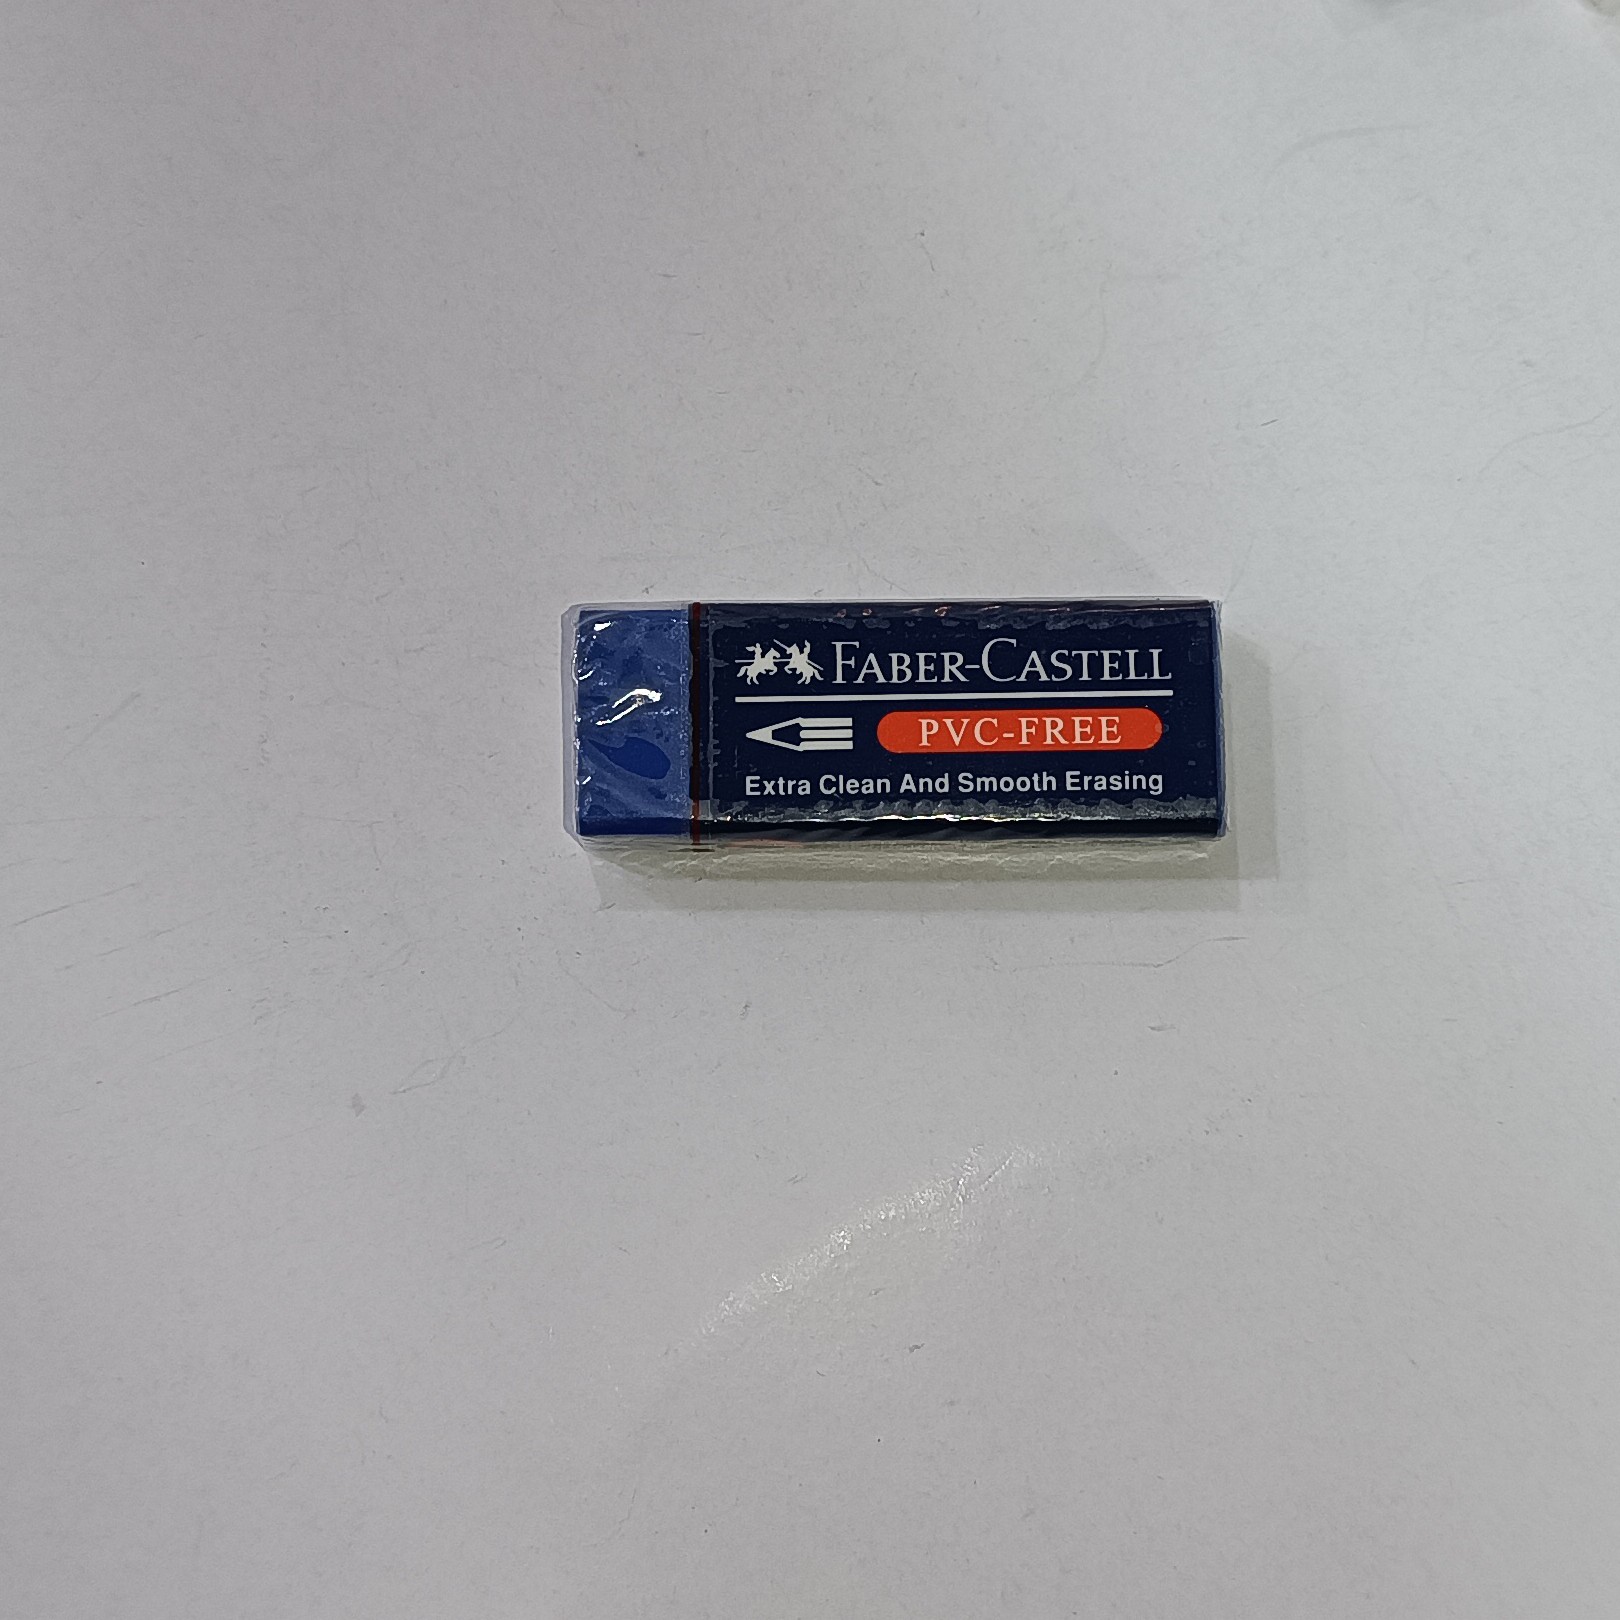 FABER-CASTELL
PVC-FREE
Extra Clean And Smooth Erasing